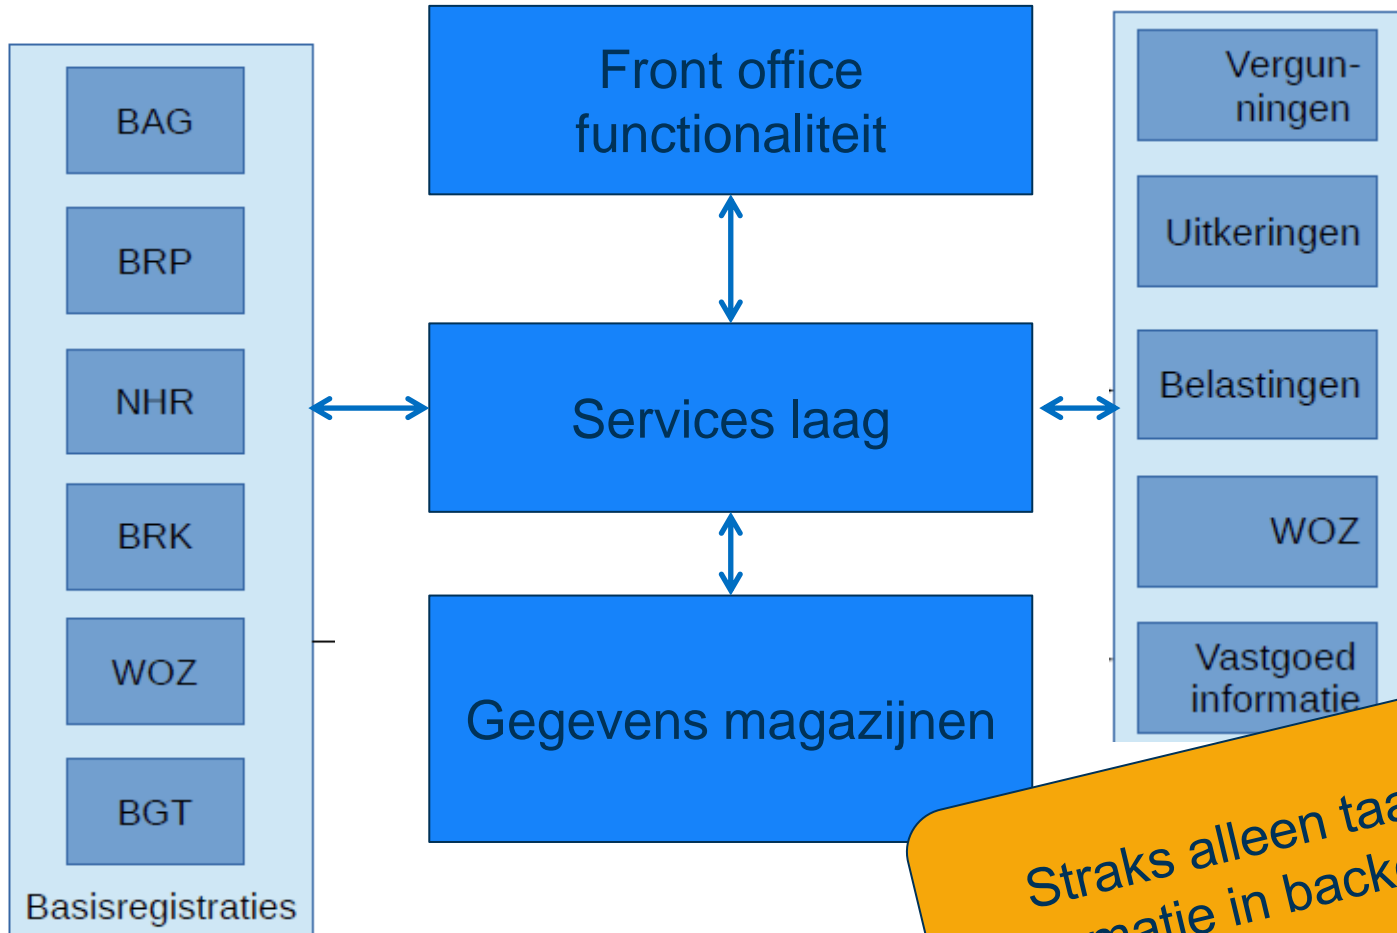 BAG
BRP
NHR
BRK
WOZ
BGT
Basisregistraties
Front office
functionaliteit
Services laag
Gegevens magazijnen
Vergun-
ningen
Uitkeringen
Belastingen
WOZ
Vastgoed
informatie
Straks alleen
in